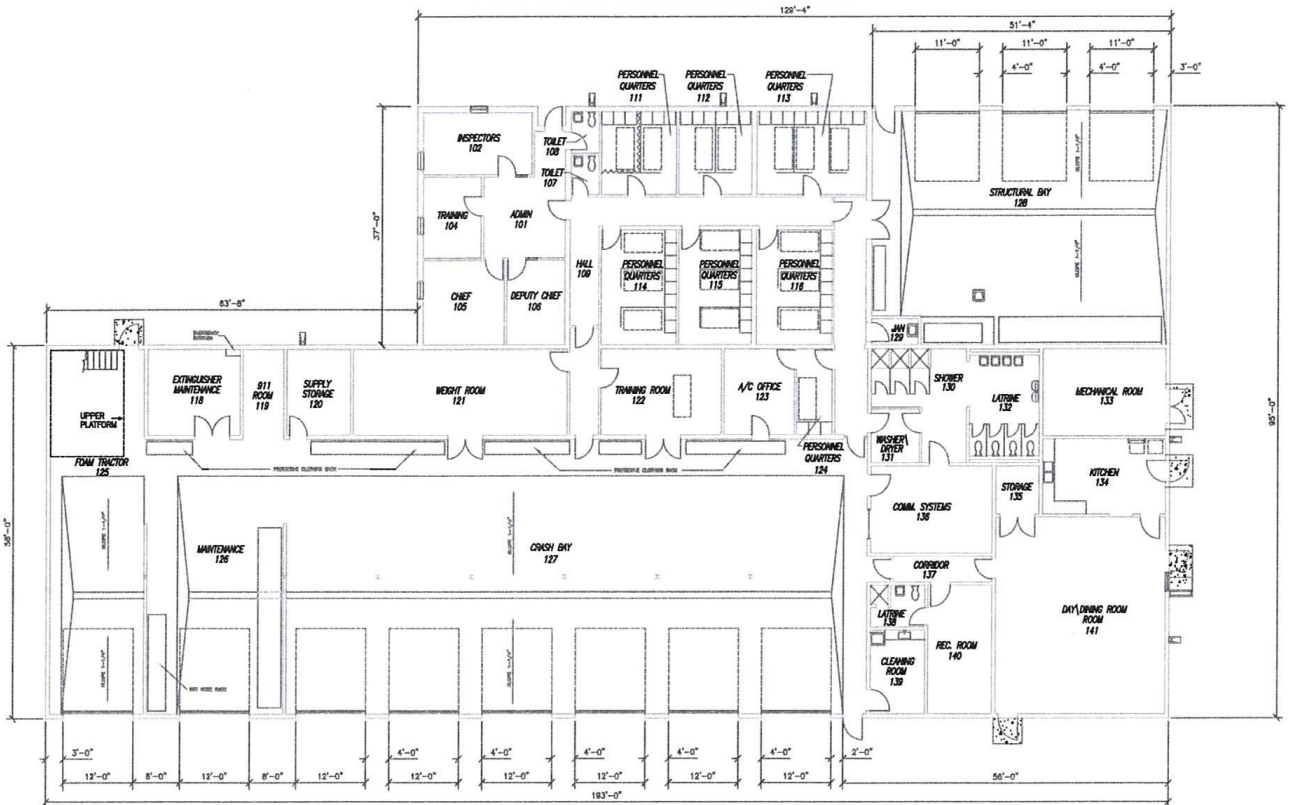 129'-4"
51'-4"
11'-0"
11'-0"
11'-0"
4'-0"
4'-0"
3'-0"
PERSONNEL
QUARTERS
111
PERSONNEL
QUARTERS
112
PERSONNEL
QUARTERS
113
INSPECTORS
102
TOILET
108
TOILET
107
TRAINING
104
ADMIN
101
STRUCTURAL BAY
128
37'-0"
HALL
109
PERSONNEL
QUARTERS
114
PERSONNEL
QUARTERS
115
PERSONNEL
QUARTERS
116
CHIEF
105
DEPUTY CHIEF
106
63'-8"
JAN
129
EXTINGUISHER
MAINTENANCE
118
911
ROOM
119
SUPPLY
STORAGE
120
WEIGHT ROOM
121
TRAINING ROOM
122
A/C OFFICE
123
SHOWER
130
LATRINE
132
MECHANICAL ROOM
133
95'-0"
UPPER
PLATFORM
FOAM TRACTOR
125
PROTECTIVE CLOTHING RACK
PROTECTIVE CLOTHING RACK
PERSONNEL
QUARTERS
124
WASHER\
DRYER
131
KITCHEN
134
STORAGE
135
COMM. SYSTEMS
136
58'-0"
MAINTENANCE
126
CRASH BAY
127
CORRIDOR
137
LATRINE
138
DAY\DINING ROOM
ROOM
141
REC. ROOM
140
CLEANING
ROOM
139
3'-0"
4'-0"
4'-0"
4'-0"
4'-0"
4'-0"
2'-0"
12'-0"
8'-0"
12'-0"
8'-0"
12'-0"
12'-0"
12'-0"
12'-0"
12'-0"
12'-0"
56'-0"
193'-0"